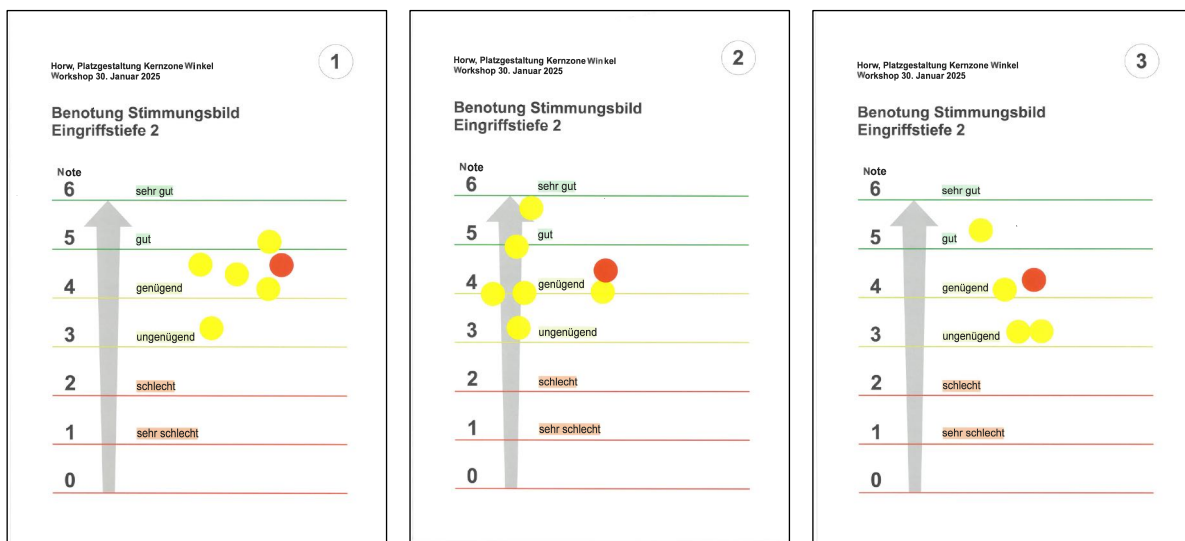 1
Horw, Platzgestaltung Kernzone Winkel
Workshop 30. Januar 2025
Benotung Stimmungsbild
Eingriffstiefe 2
Note
6 sehr gut
5 gut
4 genügend
3 ungenügend
2 schlecht
1 sehr schlecht
0
2
Horw, Platzgestaltung Kernzone Winkel
Workshop 30. Januar 2025
Benotung Stimmungsbild
Eingriffstiefe 2
Note
6 sehr gut
5 gut
4 genügend
3 ungenügend
2 schlecht
1 sehr schlecht
0
3
Horw, Platzgestaltung Kernzone Winkel
Workshop 30. Januar 2025
Benotung Stimmungsbild
Eingriffstiefe 2
Note
6 sehr gut
5 gut
4 genügend
3 ungenügend
2 schlecht
1 sehr schlecht
0